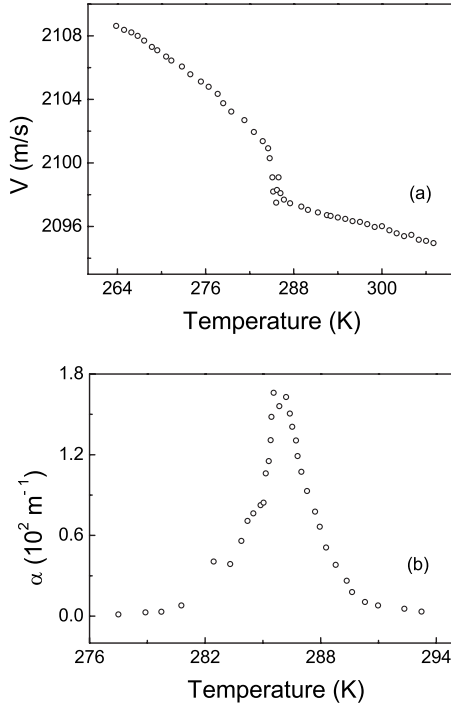 2108
2104
2100
2096
V (m/s)
(a)
264
276
288
300
Temperature (K)
1.8
1.2
0.6
0.0
α (10² m⁻¹)
(b)
276
282
288
294
Temperature (K)